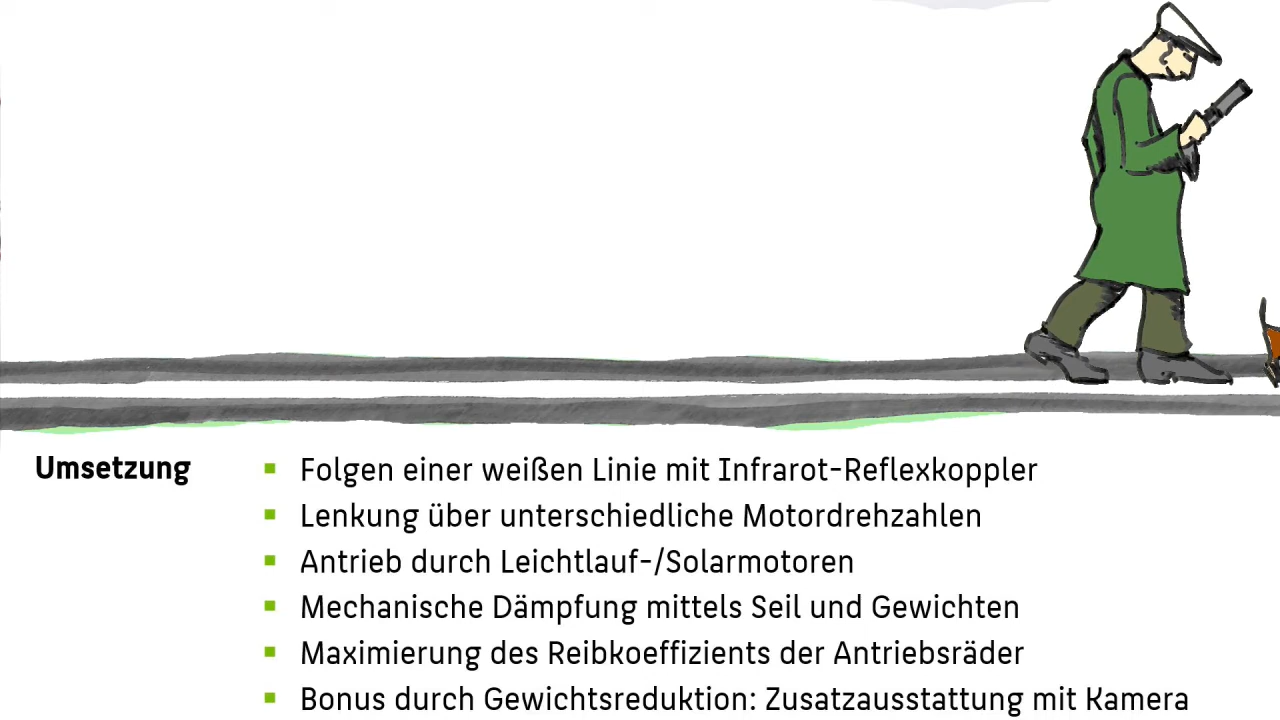 Umsetzung
Folgen einer weißen Linie mit Infrarot-Reflexkoppler
Lenkung über unterschiedliche Motordrehzahlen
Antrieb durch Leichtlauf-/Solarmotoren
Mechanische Dämpfung mittels Seil und Gewichten
Maximierung des Reibkoeffizients der Antriebsräder
Bonus durch Gewichtsreduktion: Zusatzausstattung mit Kamera